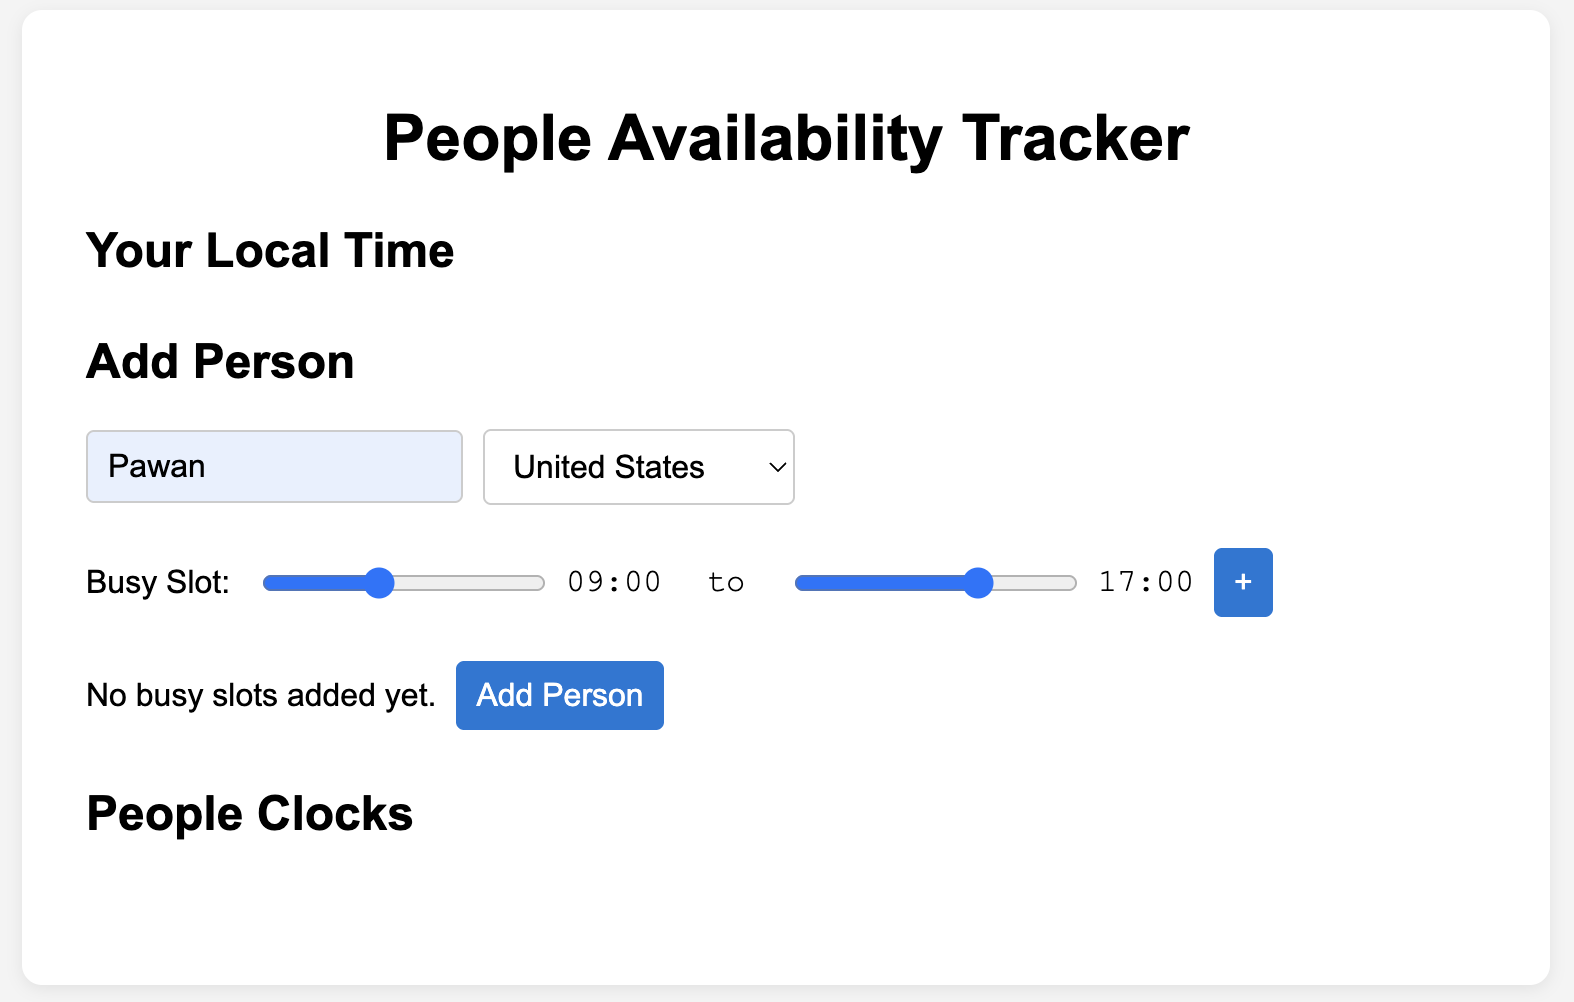 People Availability Tracker
Your Local Time
Add Person
Pawan United States
Busy Slot: 09:00 to 17:00 +
No busy slots added yet. Add Person
People Clocks